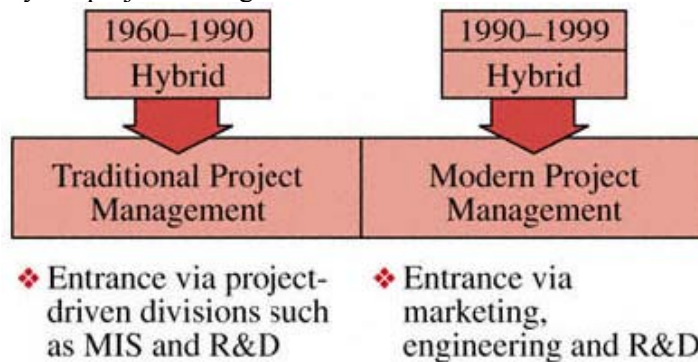 1960–1990
Hybrid
1990–1999
Hybrid
Traditional Project
Management
Modern Project
Management
❖ Entrance via project-
driven divisions such
as MIS and R&D
❖ Entrance via
marketing,
engineering and R&D